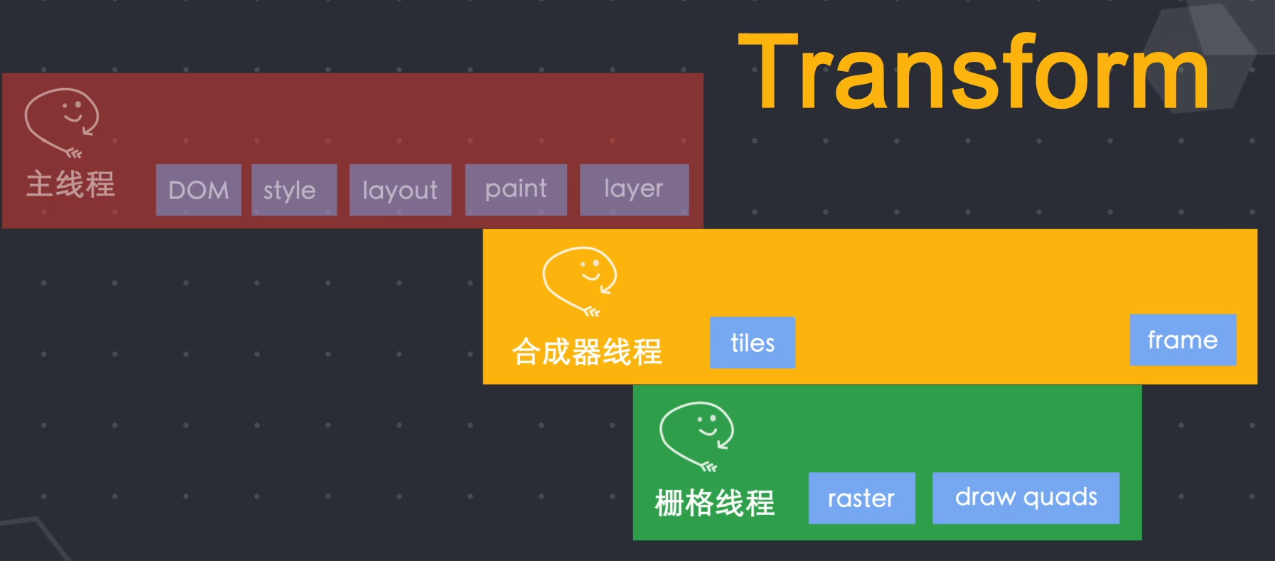 Transform
主线程
DOM
style
layout
paint
layer
合成器线程
tiles
frame
栅格线程
raster
draw quads